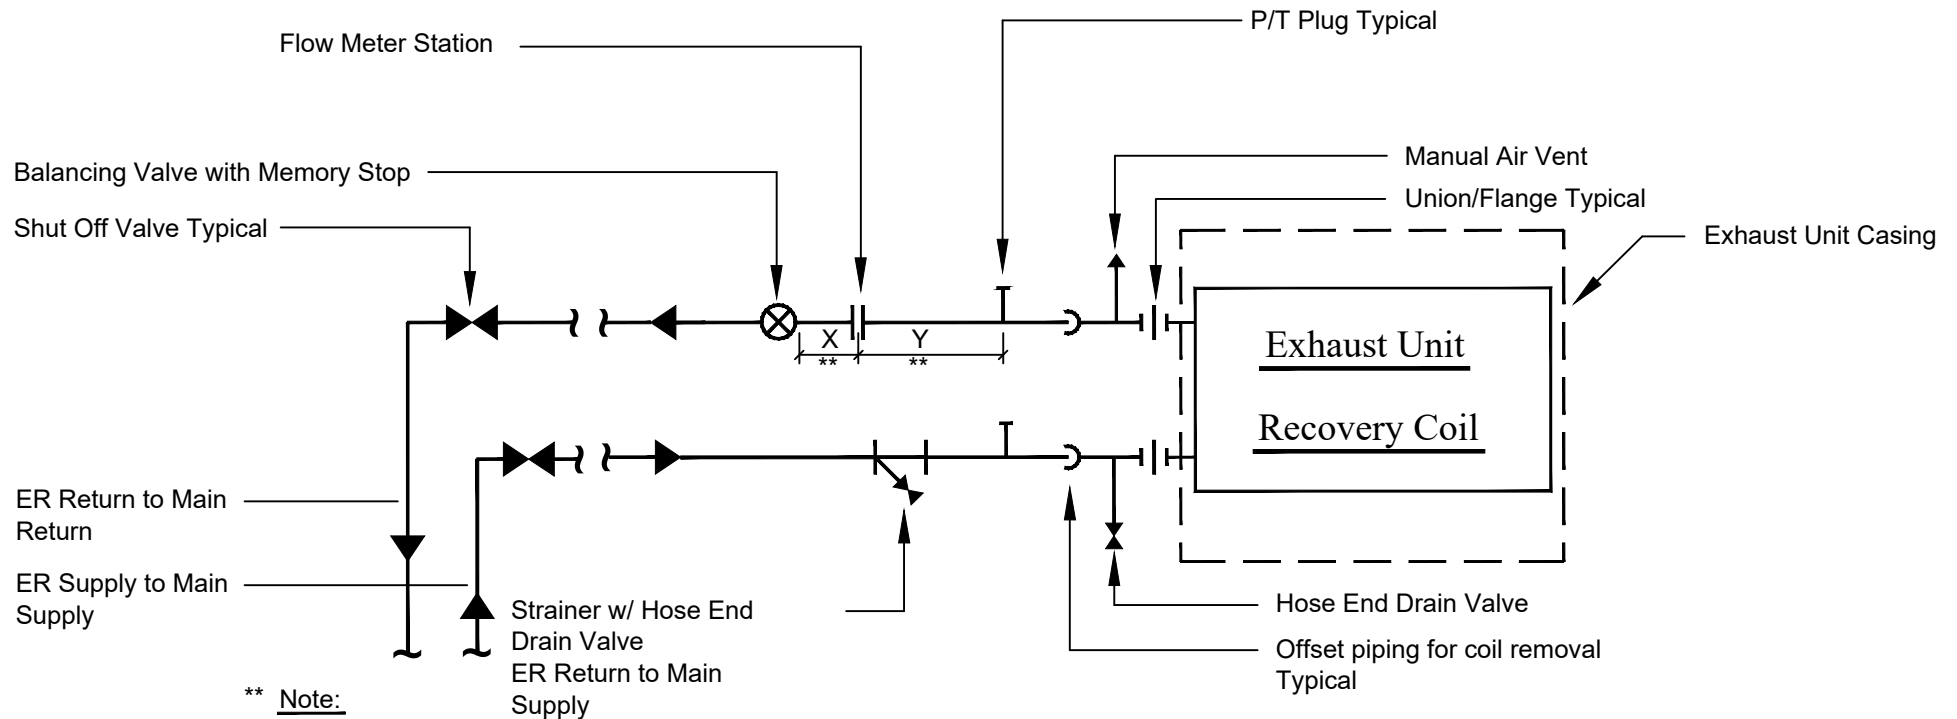 P/T Plug Typical
Flow Meter Station
Manual Air Vent
Balancing Valve with Memory Stop
Union/Flange Typical
Shut Off Valve Typical
Exhaust Unit Casing
X
**
Y
**
Exhaust Unit
Recovery Coil
ER Return to Main
Return
ER Supply to Main
Supply
Strainer w/ Hose End
Drain Valve
ER Return to Main
Supply
Hose End Drain Valve
Offset piping for coil removal
Typical
** Note: